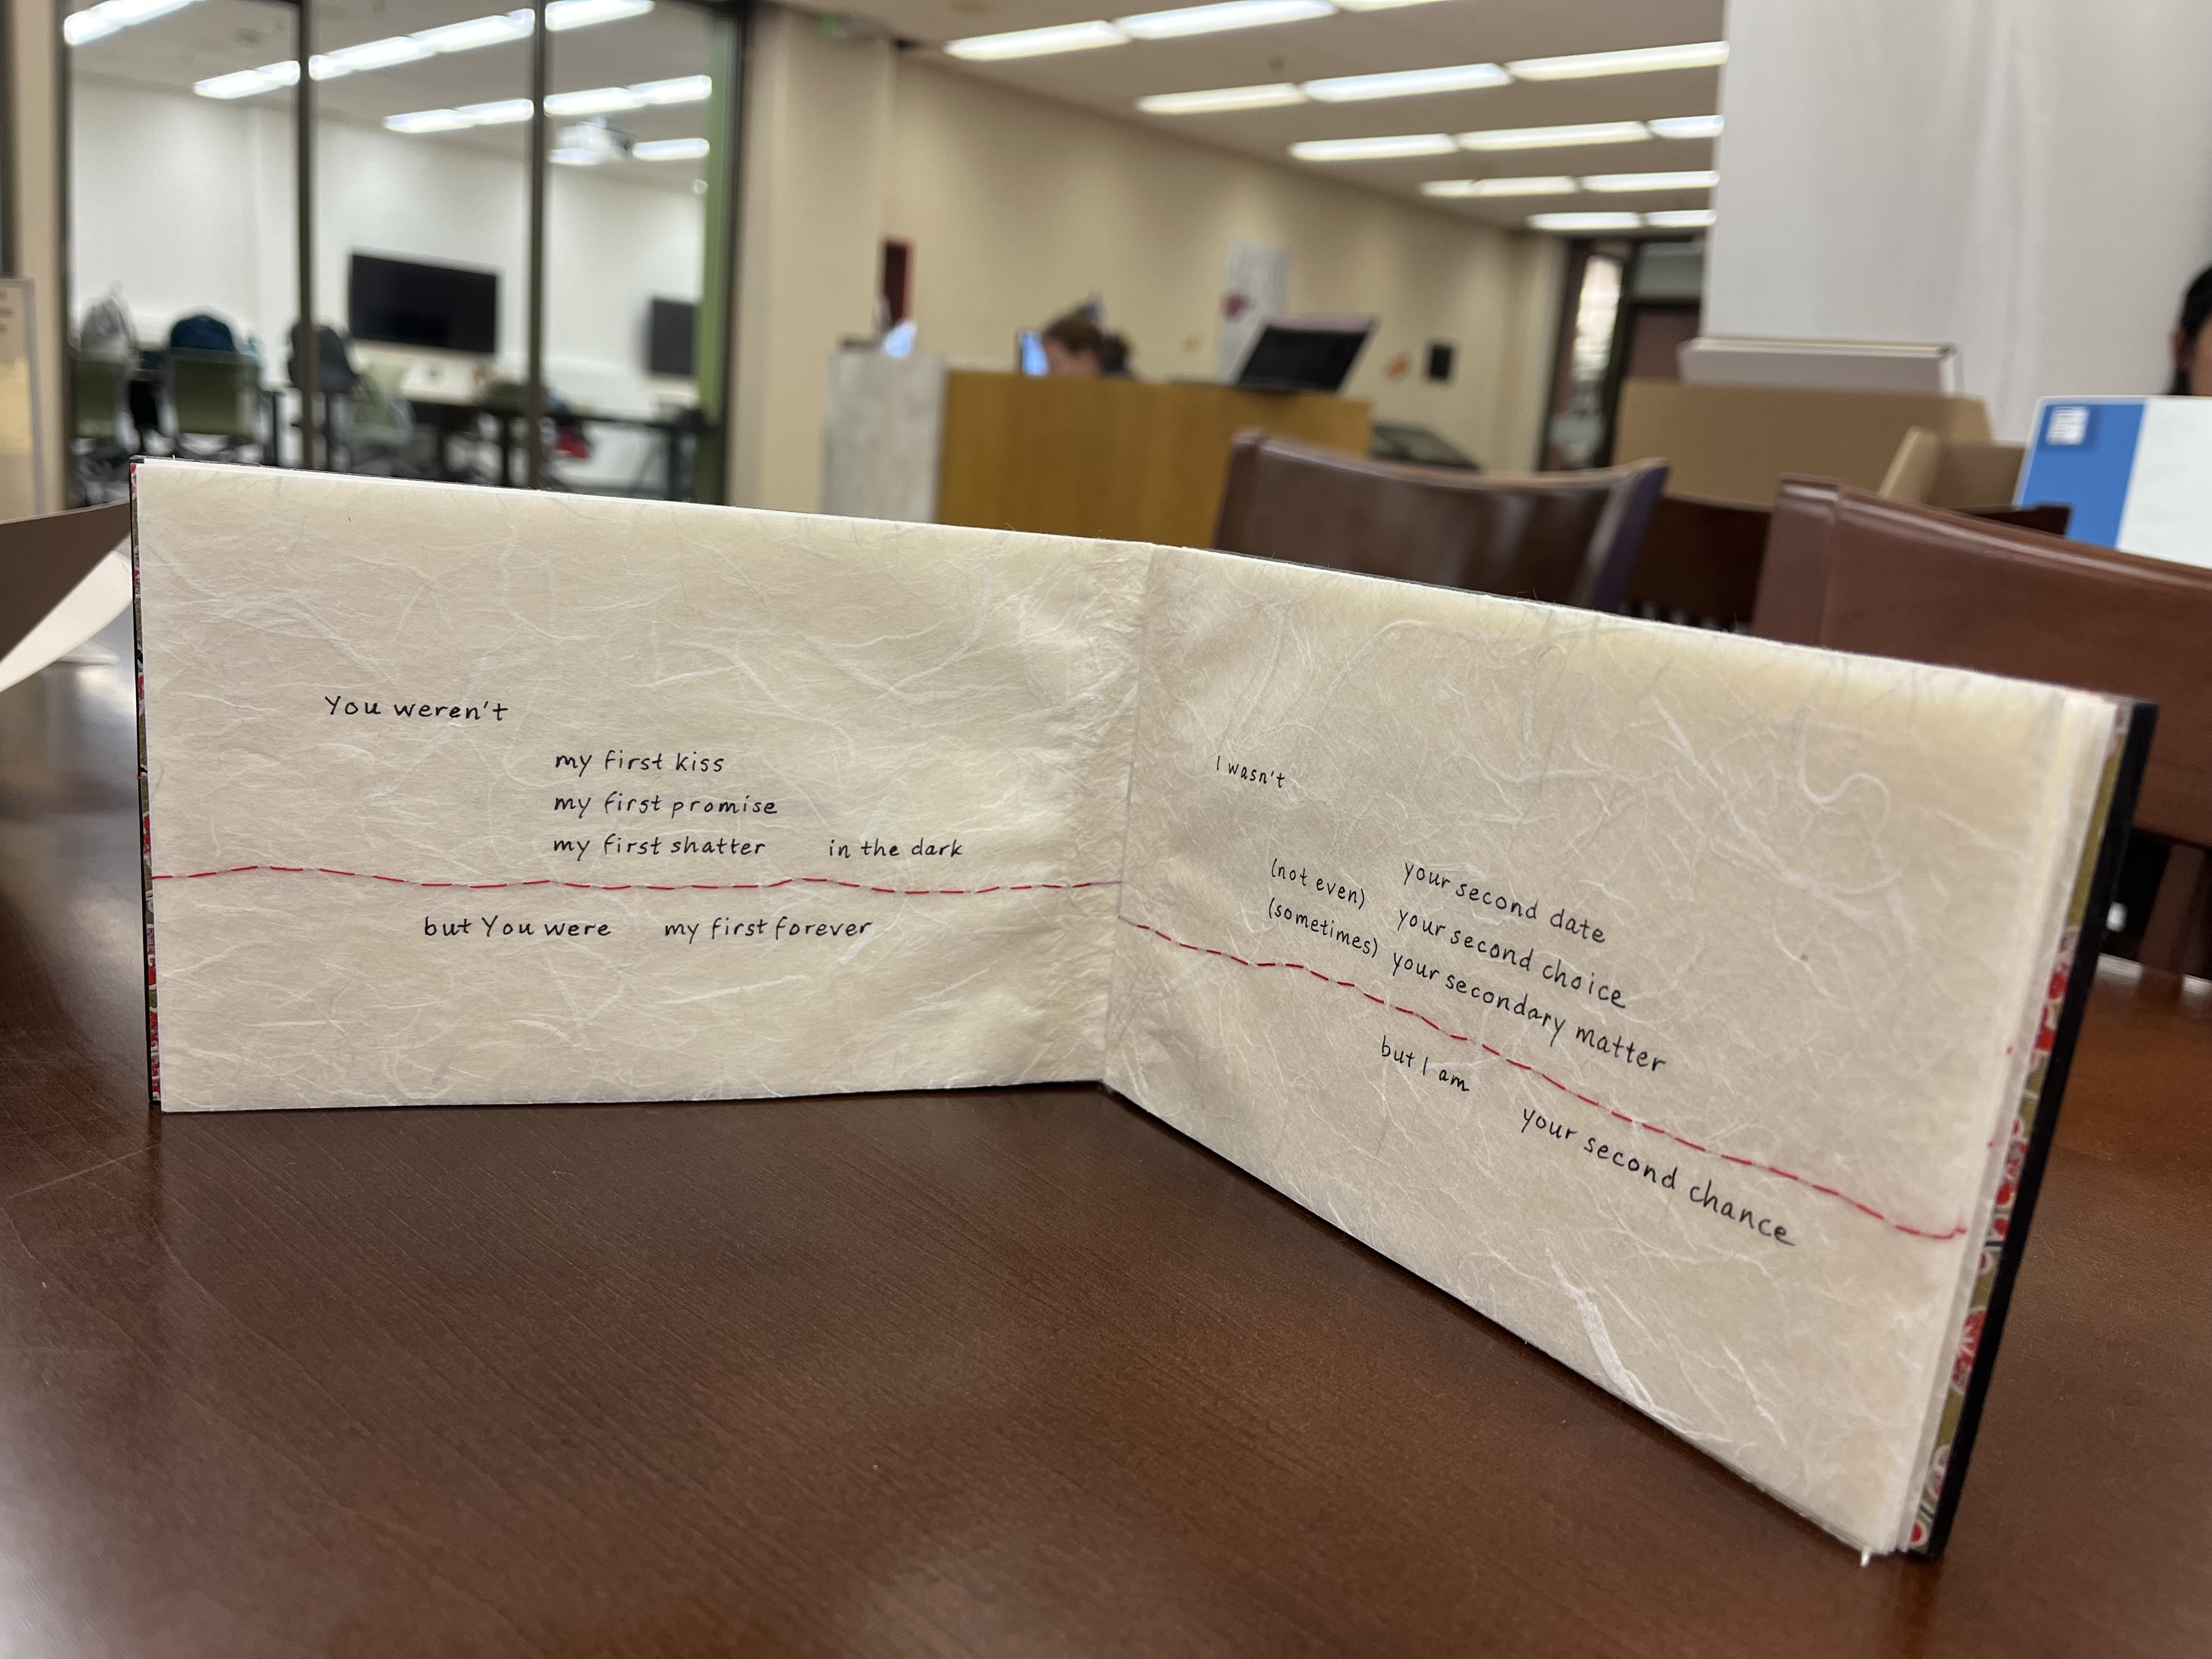 You weren't
my first kiss
my first promise
my first shatter in the dark
but You were my first forever
I wasn't
your second date
(not even) your second choice
(sometimes) your secondary matter
but I am your second chance